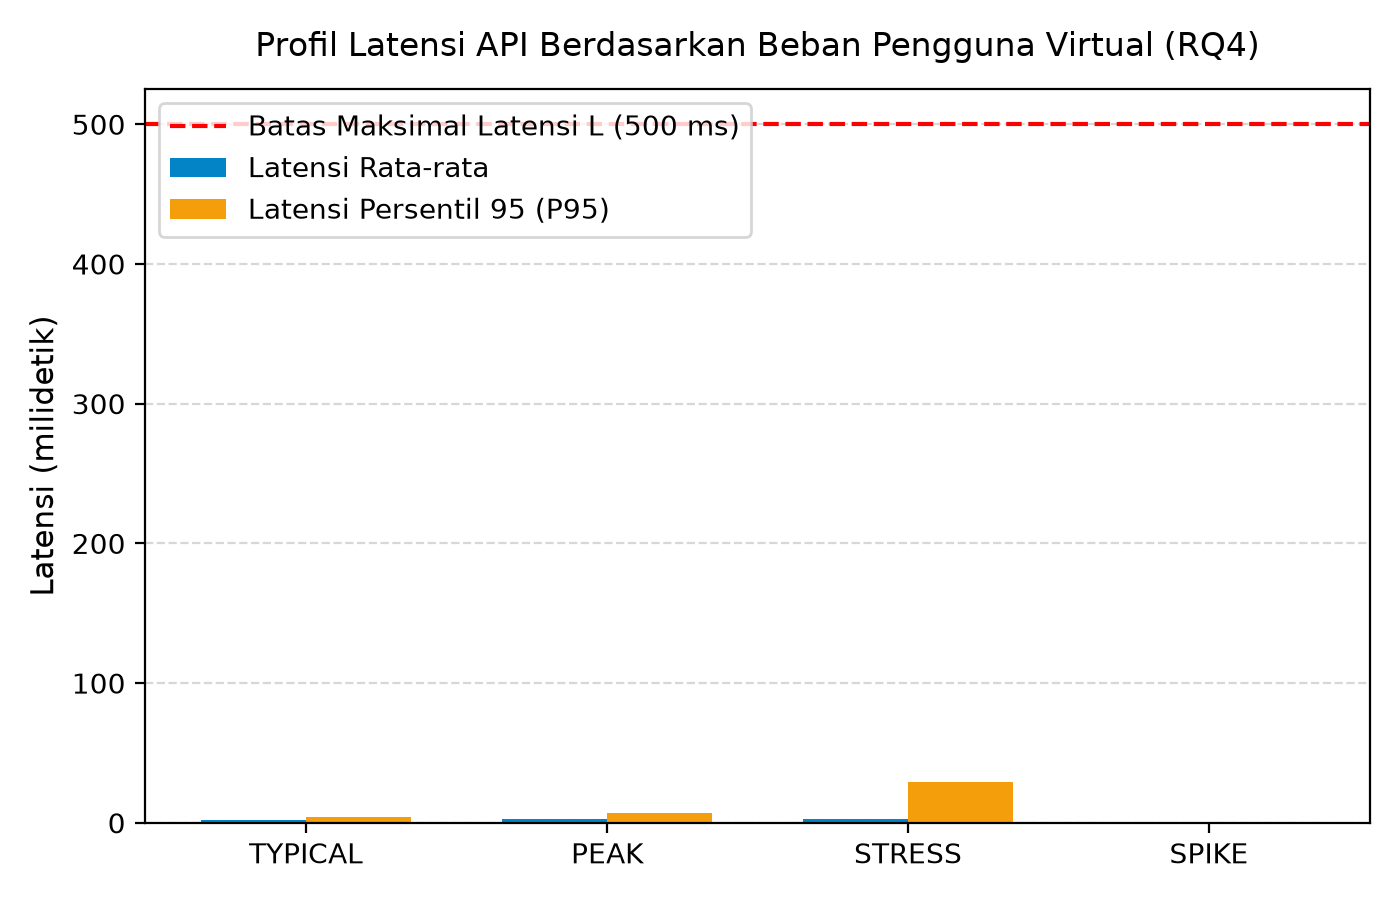 Profil Latensi API Berdasarkan Beban Pengguna Virtual (RQ4)
Batas Maksimal Latensi L (500 ms)
Latensi Rata-rata
Latensi Persentil 95 (P95)
Latensi (milidetik)
500
400
300
200
100
0
TYPICAL
PEAK
STRESS
SPIKE